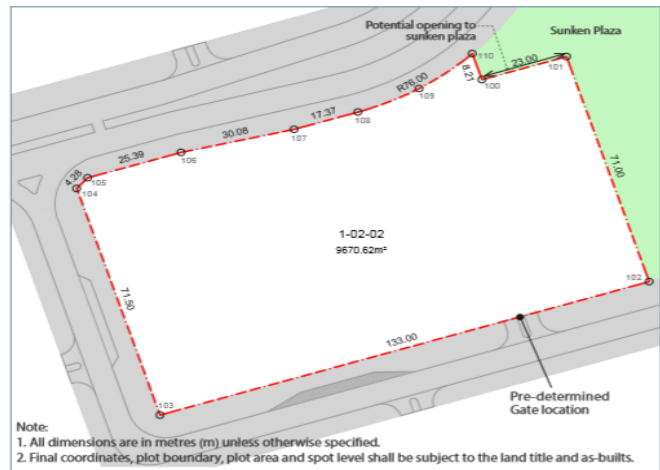 Potential opening to
sunken plaza
Sunken Plaza
110
8.21
23.00
100
101
R76.00
109
17.37
108
30.08
107
25.39
106
4.28
105
104
71.00
1-02-02
9670.62m²
102
71.50
133.00
103
Pre-determined
Gate location
Note:
1. All dimensions are in metres (m) unless otherwise specified.
2. Final coordinates, plot boundary, plot area and spot level shall be subject to the land title and as-builts.